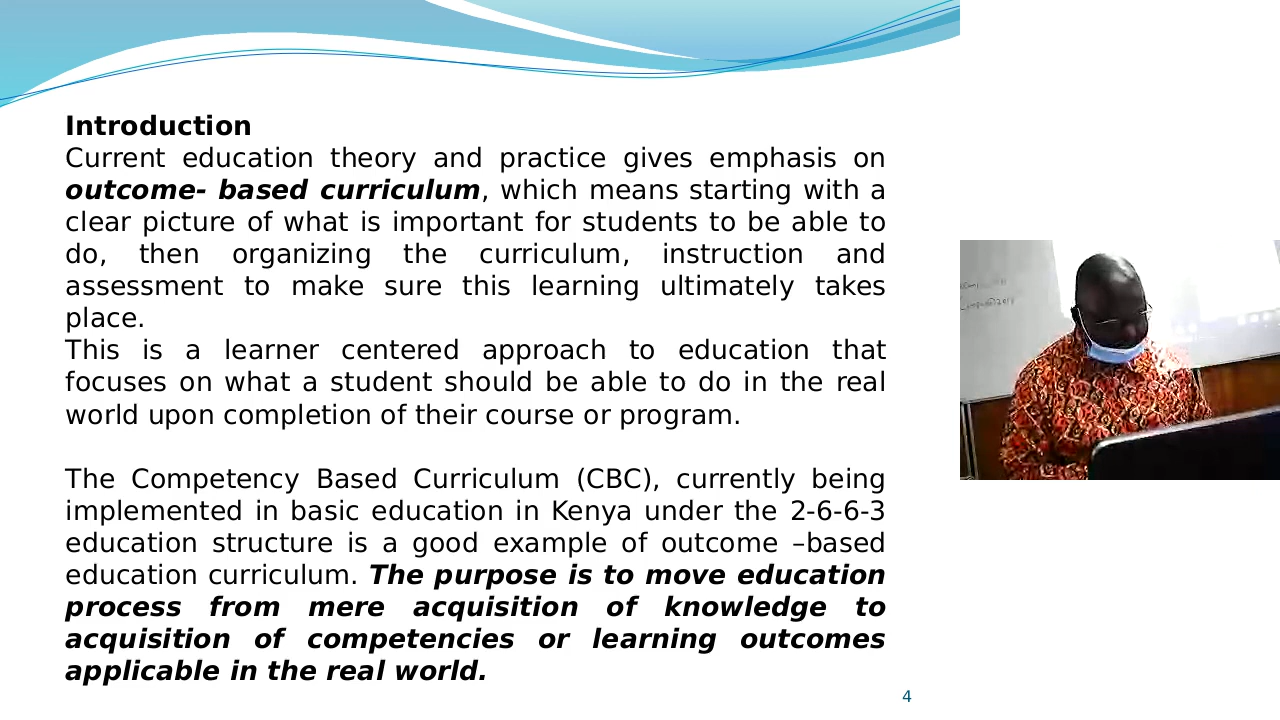 Introduction
Current education theory and practice gives emphasis on
outcome- based curriculum, which means starting with a
clear picture of what is important for students to be able to
do, then organizing the curriculum, instruction and
assessment to make sure this learning ultimately takes
place.
This is a learner centered approach to education that
focuses on what a student should be able to do in the real
world upon completion of their course or program.
The Competency Based Curriculum (CBC), currently being
implemented in basic education in Kenya under the 2-6-6-3
education structure is a good example of outcome –based
education curriculum. The purpose is to move education
process from mere acquisition of knowledge to
acquisition of competencies or learning outcomes
applicable in the real world.
4